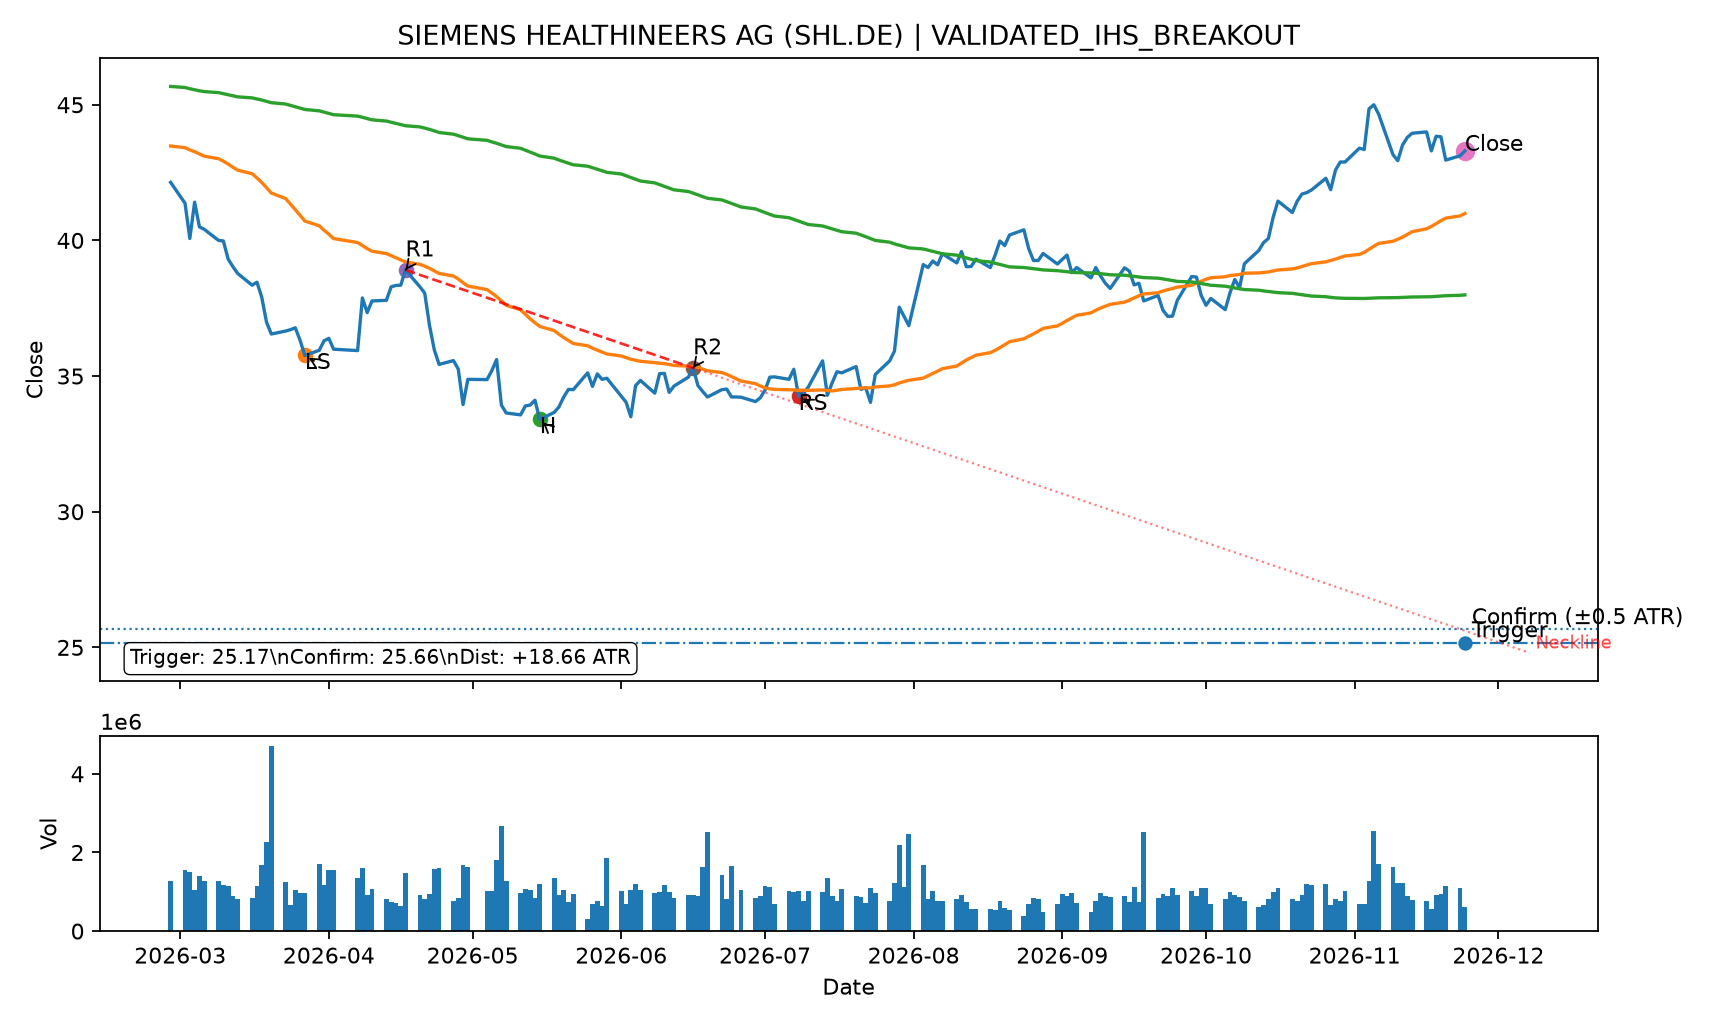 SIEMENS HEALTHINEERS AG (SHL.DE) | VALIDATED_IHS_BREAKOUT
Close
45
40
35
30
25
R1
LS
H
R2
RS
Close
Confirm (±0.5 ATR)
Trigger
Neckline
Trigger: 25.17\nConfirm: 25.66\nDist: +18.66 ATR
1e6
Vol
4
2
0
2026-03 2026-04 2026-05 2026-06 2026-07 2026-08 2026-09 2026-10 2026-11 2026-12
Date